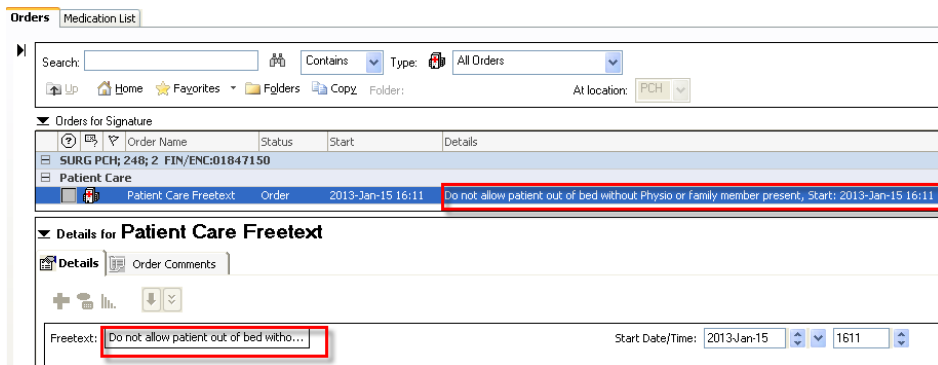 Orders Medication List
Search: Contains Type: All Orders
Up Home Favorites Folders Copy Folder: At location: PCH
Orders for Signature
Order Name Status Start Details
SURG PCH; 248; 2 FIN/ENC:01847150
Patient Care
Patient Care Freetext Order 2013-Jan-15 16:11 Do not allow patient out of bed without Physio or family member present, Start: 2013-Jan-15 16:11
Details for Patient Care Freetext
Details Order Comments
Freetext: Do not allow patient out of bed witho... Start Date/Time: 2013-Jan-15 1611